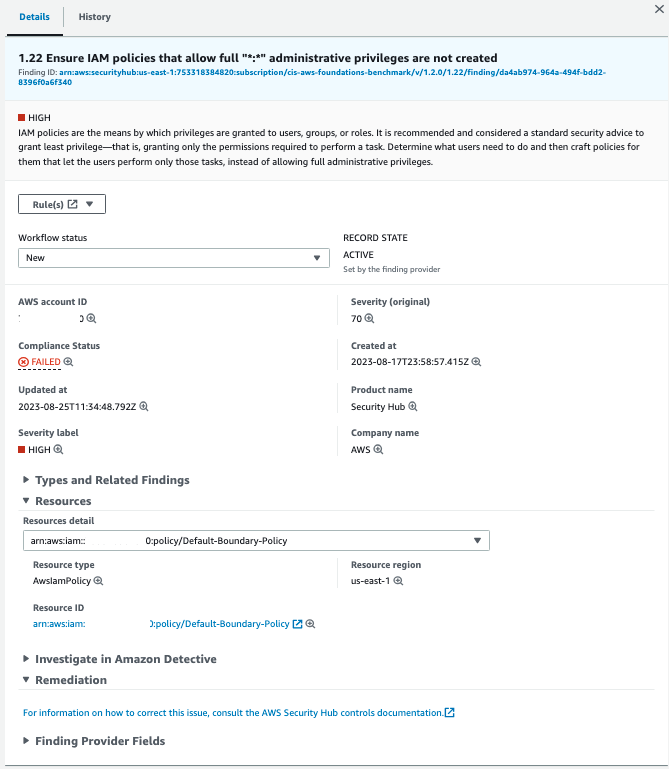 Details
History
1.22 Ensure IAM policies that allow full "*:*" administrative privileges are not created
Finding ID: arn:aws:securityhub:us-east-1:753318384820:subscription/cis-aws-foundations-benchmark/v/1.2.0/1.22/finding/da4ab974-964a-494f-bdd2-
8396f0a6f340
HIGH
IAM policies are the means by which privileges are granted to users, groups, or roles. It is recommended and considered a standard security advice to
grant least privilege—that is, granting only the permissions required to perform a task. Determine what users need to do and then craft policies for
them that let the users perform only those tasks, instead of allowing full administrative privileges.
Rule(s)
Workflow status
New
RECORD STATE
ACTIVE
Set by the finding provider
AWS account ID
0
Severity (original)
70
Compliance Status
FAILED
Created at
2023-08-17T23:58:57.415Z
Updated at
2023-08-25T11:34:48.792Z
Product name
Security Hub
Severity label
HIGH
Company name
AWS
Types and Related Findings
Resources
Resources detail
arn:aws:iam:: 0:policy/Default-Boundary-Policy
Resource type
AwsIamPolicy
Resource region
us-east-1
Resource ID
arn:aws:iam: 0:policy/Default-Boundary-Policy
Investigate in Amazon Detective
Remediation
For information on how to correct this issue, consult the AWS Security Hub controls documentation.
Finding Provider Fields